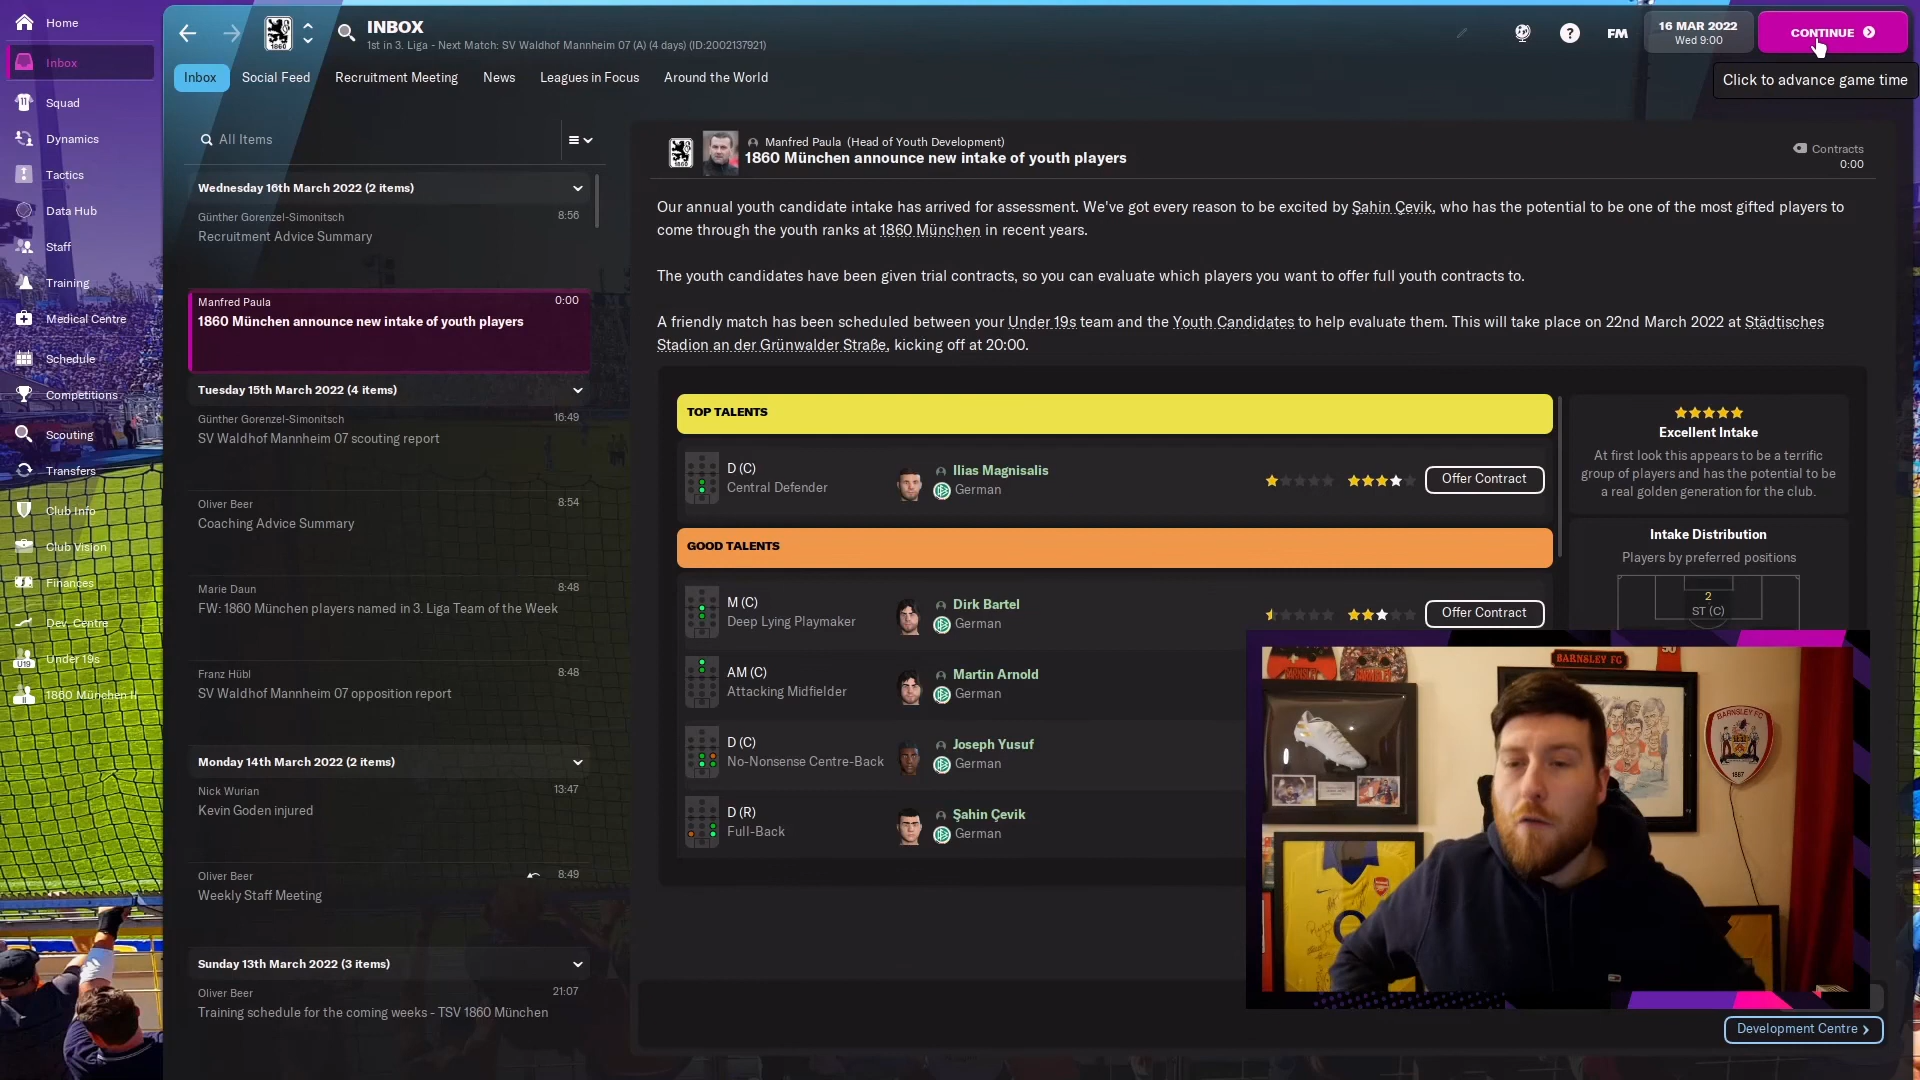 Home
Inbox
Squad
Dynamics
Tactics
Data Hub
Staff
Training
Medical Centre
Schedule
Competitions
Scouting
Transfers
Club Info
Club Vision
Finances
Dev. Centre
Under 19s
1860 München II
INBOX
1st in 3. Liga - Next Match: SV Waldhof Mannheim 07 (A) (4 days) (ID:2002137921)
FM
16 MAR 2022
Wed 9:00
CONTINUE
Click to advance game time
Inbox
Social Feed
Recruitment Meeting
News
Leagues in Focus
Around the World
All Items
Wednesday 16th March 2022 (2 items)
Günther Gorenzel-Simonitsch 8:56
Recruitment Advice Summary
Manfred Paula 0:00
1860 München announce new intake of youth players
Tuesday 15th March 2022 (4 items)
Günther Gorenzel-Simonitsch 16:49
SV Waldhof Mannheim 07 scouting report
Oliver Beer 8:54
Coaching Advice Summary
Marie Daun 8:48
FW: 1860 München players named in 3. Liga Team of the Week
Franz Hübl 8:48
SV Waldhof Mannheim 07 opposition report
Monday 14th March 2022 (2 items)
Nick Wurian 13:47
Kevin Goden injured
Oliver Beer 8:49
Weekly Staff Meeting
Sunday 13th March 2022 (3 items)
Oliver Beer 21:07
Training schedule for the coming weeks - TSV 1860 München
Manfred Paula (Head of Youth Development)
1860 München announce new intake of youth players
Contracts
0:00
Our annual youth candidate intake has arrived for assessment. We've got every reason to be excited by Şahin Çevik, who has the potential to be one of the most gifted players to
come through the youth ranks at 1860 München in recent years.
The youth candidates have been given trial contracts, so you can evaluate which players you want to offer full youth contracts to.
A friendly match has been scheduled between your Under 19s team and the Youth Candidates to help evaluate them. This will take place on 22nd March 2022 at Städtisches
Stadion an der Grünwalder Straße, kicking off at 20:00.
TOP TALENTS
D (C)
Central Defender
Ilias Magnisalis
German
Offer Contract
GOOD TALENTS
M (C)
Deep Lying Playmaker
Dirk Bartel
German
Offer Contract
AM (C)
Attacking Midfielder
Martin Arnold
German
D (C)
No-Nonsense Centre-Back
Joseph Yusuf
German
D (R)
Full-Back
Şahin Çevik
German
Excellent Intake
At first look this appears to be a terrific
group of players and has the potential to be
a real golden generation for the club.
Intake Distribution
Players by preferred positions
2
ST (C)
BARNSLEY FC
BARNSLEY FC
1887
Development Centre